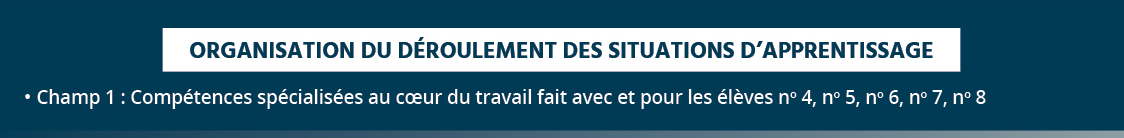 ORGANISATION DU DÉROULEMENT DES SITUATIONS D’APPRENTISSAGE
• Champ 1 : Compétences spécialisées au cœur du travail fait avec et pour les élèves nº 4, nº 5, nº 6, nº 7, nº 8